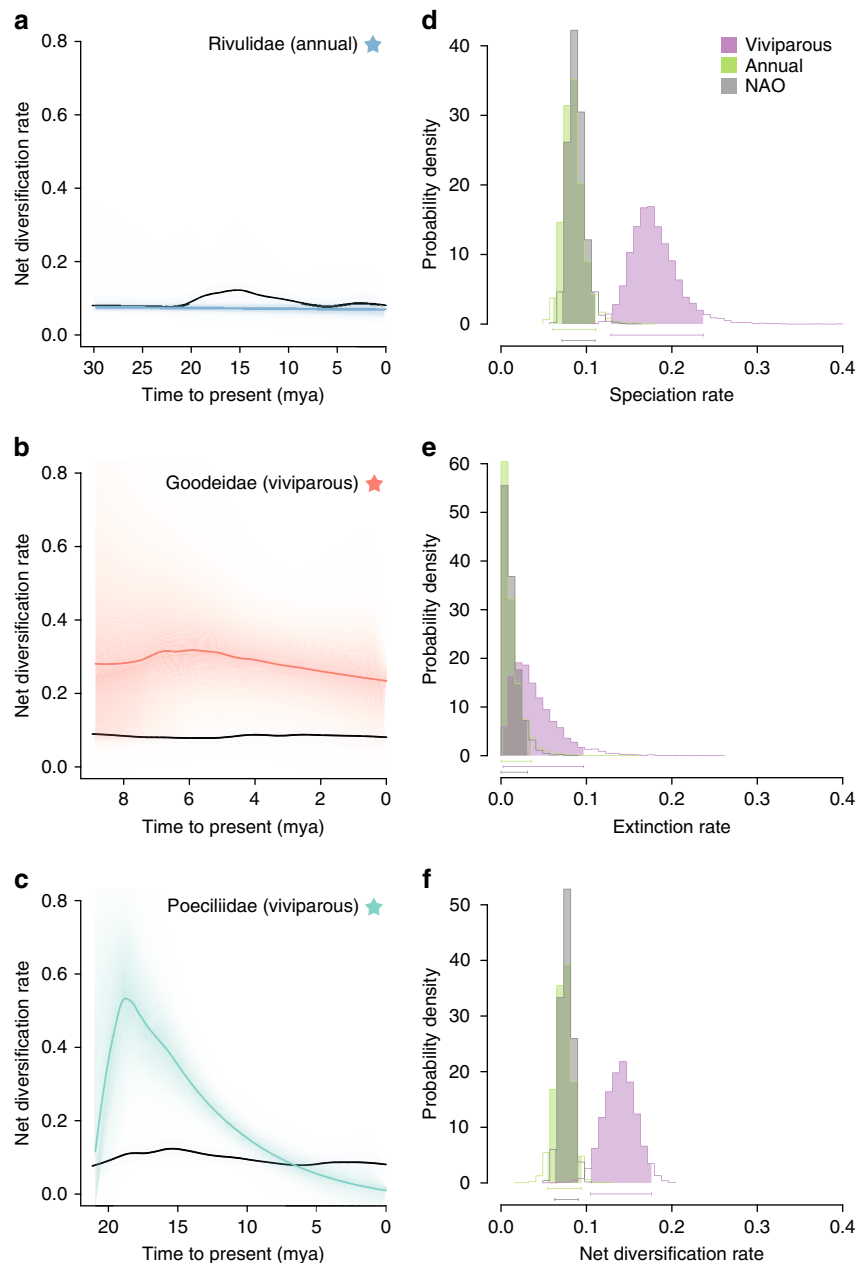 a
Rivulidae (annual)
Net diversification rate
0.8
0.6
0.4
0.2
0.0
30 25 20 15 10 5 0
Time to present (mya)
b
Goodeidae (viviparous)
Net diversification rate
0.8
0.6
0.4
0.2
0.0
8 6 4 2 0
Time to present (mya)
c
Poeciliidae (viviparous)
Net diversification rate
0.8
0.6
0.4
0.2
0.0
20 15 10 5 0
Time to present (mya)
d
Viviparous
Annual
NAO
Probability density
40
30
20
10
0
0.0 0.1 0.2 0.3 0.4
Speciation rate
e
Probability density
60
50
40
30
20
10
0
0.0 0.1 0.2 0.3 0.4
Extinction rate
f
Probability density
50
40
30
20
10
0
0.0 0.1 0.2 0.3 0.4
Net diversification rate